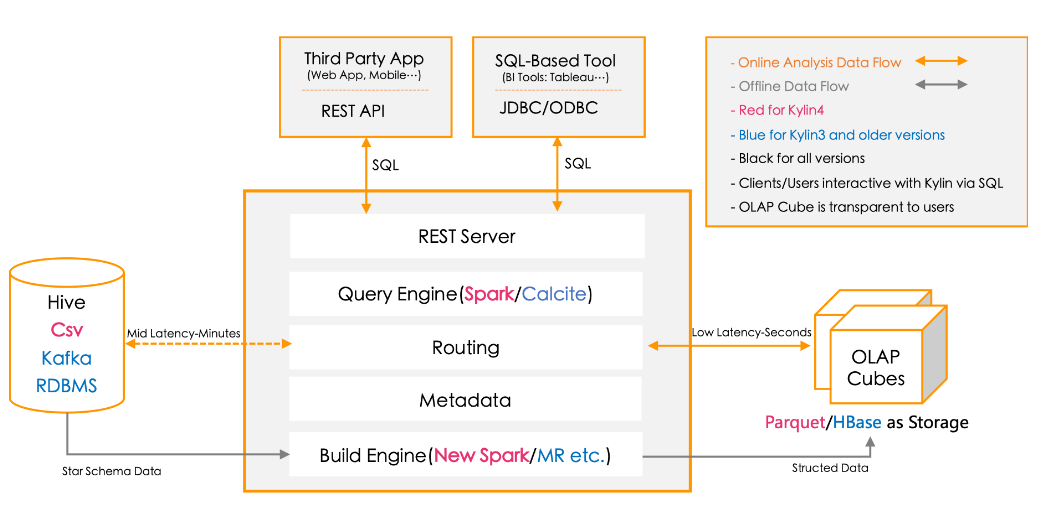 Third Party App
(Web App, Mobile···)
REST API
SQL-Based Tool
(BI Tools: Tableau···)
JDBC/ODBC
- Online Analysis Data Flow
- Offline Data Flow
- Red for Kylin4
- Blue for Kylin3 and older versions
- Black for all versions
- Clients/Users interactive with Kylin via SQL
- OLAP Cube is transparent to users
SQL
SQL
REST Server
Query Engine(Spark/Calcite)
Routing
Metadata
Build Engine(New Spark/MR etc.)
Hive
Csv
Kafka
RDBMS
Mid Latency-Minutes
Star Schema Data
Low Latency-Seconds
OLAP
Cubes
Parquet/HBase as Storage
Structed Data